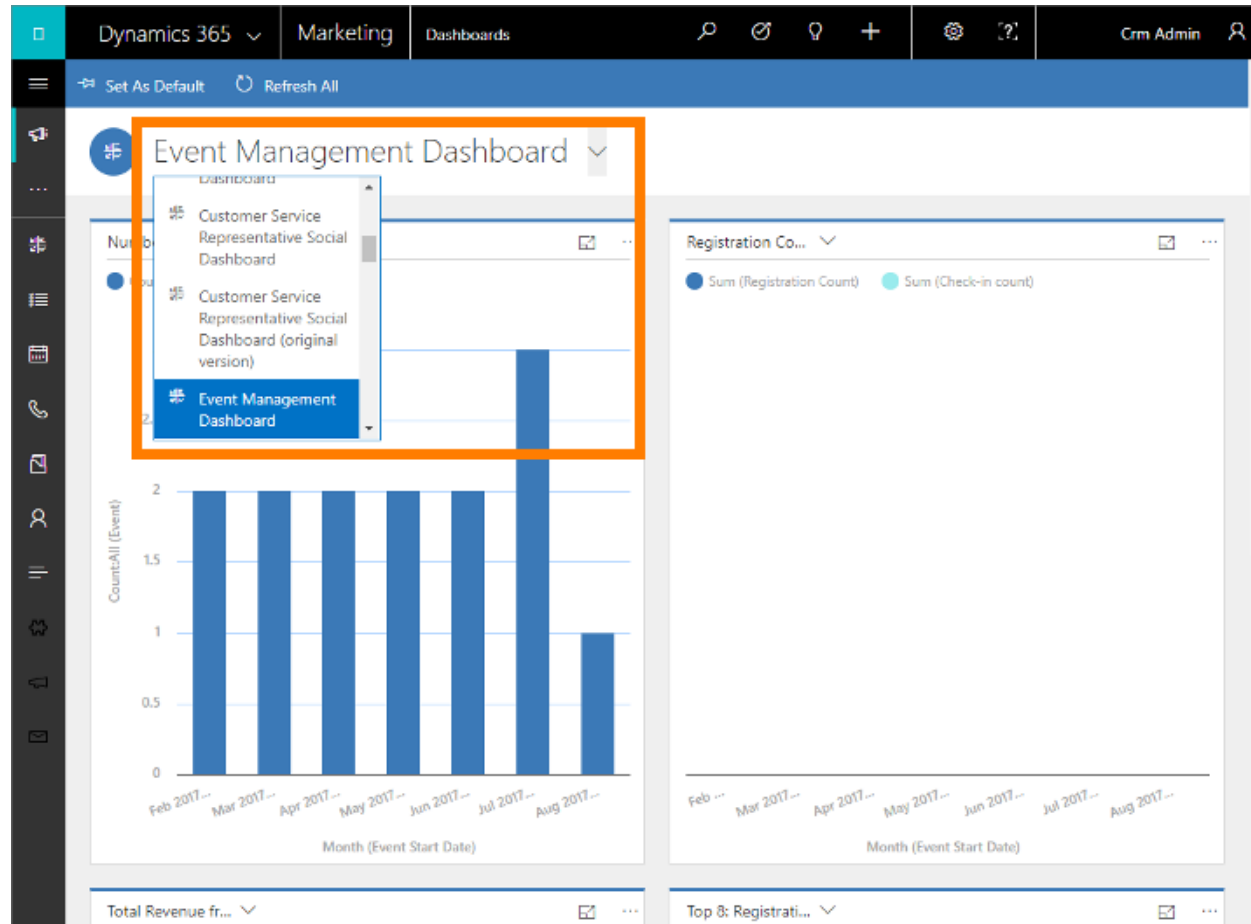 Dynamics 365 Marketing Dashboards Crm Admin
Set As Default Refresh All
Event Management Dashboard
Dashboard
Customer Service
Representative Social
Dashboard
Customer Service
Representative Social
Dashboard (original
version)
Event Management
Dashboard
2
1.5
1
0.5
0
Count:All (Event)
Feb 2017... Mar 2017... Apr 2017... May 2017... Jun 2017... Jul 2017... Aug 2017...
Month (Event Start Date)
Registration Co...
Sum (Registration Count) Sum (Check-in count)
Feb ... Mar 2017... Apr 2017... May 2017... Jun 2017... Jul 2017... Aug 2017...
Month (Event Start Date)
Total Revenue fr...
Top 8: Registrati...